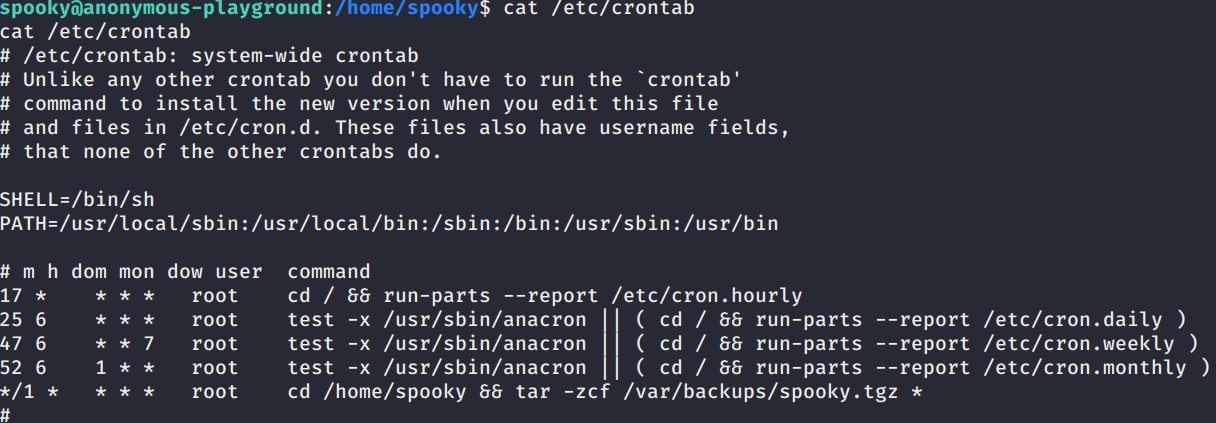 spooky@anonymous-playground:/home/spooky$ cat /etc/crontab
cat /etc/crontab
# /etc/crontab: system-wide crontab
# Unlike any other crontab you don't have to run the `crontab'
# command to install the new version when you edit this file
# and files in /etc/cron.d. These files also have username fields,
# that none of the other crontabs do.

SHELL=/bin/sh
PATH=/usr/local/sbin:/usr/local/bin:/sbin:/bin:/usr/sbin:/usr/bin

# m h dom mon dow user  command
17 *    * * *   root    cd / && run-parts --report /etc/cron.hourly
25 6    * * *   root    test -x /usr/sbin/anacron || ( cd / && run-parts --report /etc/cron.daily )
47 6    * * 7   root    test -x /usr/sbin/anacron || ( cd / && run-parts --report /etc/cron.weekly )
52 6    1 * *   root    test -x /usr/sbin/anacron || ( cd / && run-parts --report /etc/cron.monthly )
*/1 *   * * *   root    cd /home/spooky && tar -zcf /var/backups/spooky.tgz *
#